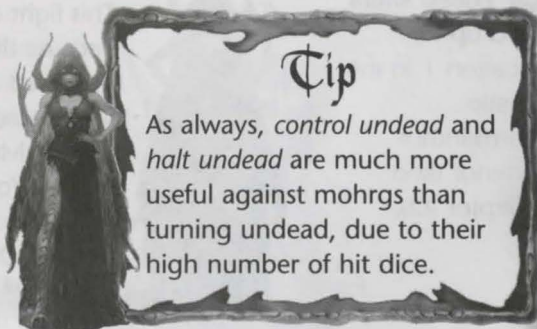 Tip
As always, control undead and
halt undead are much more
useful against mohrgs than
turning undead, due to their
high number of hit dice.